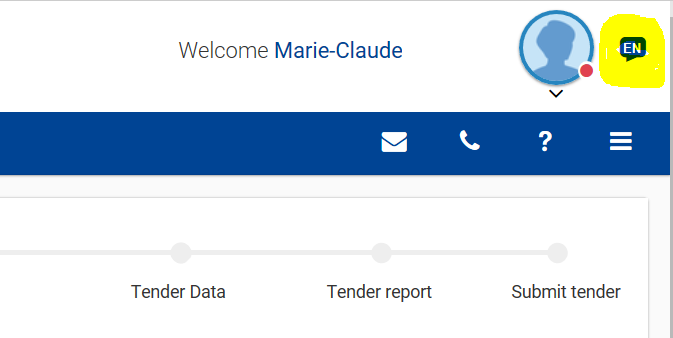 Welcome Marie-Claude
EN
?
Tender Data
Tender report
Submit tender